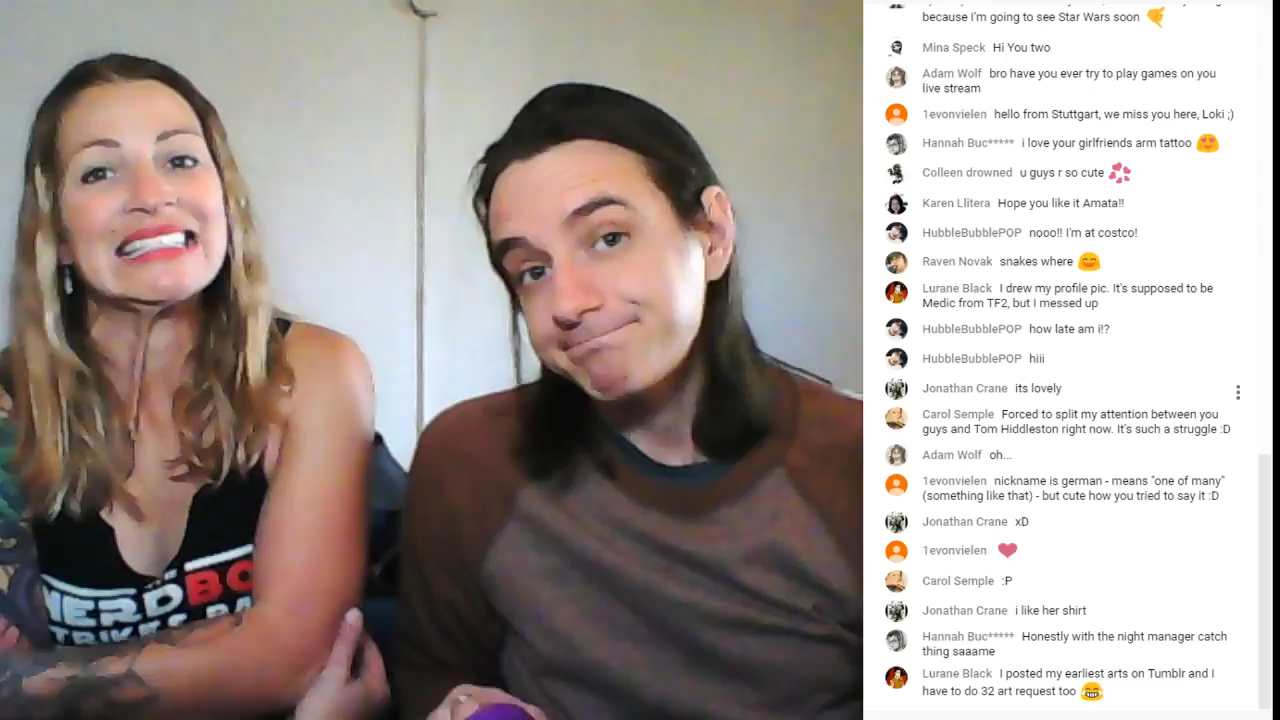 NERDBO
TRIKES BA
because I'm going to see Star Wars soon
Mina Speck Hi You two
Adam Wolf bro have you ever try to play games on you
live stream
1evonvielen hello from Stuttgart, we miss you here, Loki ;)
Hannah Buc***** i love your girlfriends arm tattoo 😍
Colleen drowned u guys r so cute 💞
Karen Llitera Hope you like it Amata!!
HubbleBubblePOP nooo!! I'm at costco!
Raven Novak snakes where 😊
Lurane Black I drew my profile pic. It's supposed to be
Medic from TF2, but I messed up
HubbleBubblePOP how late am i!?
HubbleBubblePOP hiii
Jonathan Crane its lovely
Carol Semple Forced to split my attention between you
guys and Tom Hiddleston right now. It's such a struggle :D
Adam Wolf oh...
1evonvielen nickname is german - means "one of many"
(something like that) - but cute how you tried to say it :D
Jonathan Crane xD
1evonvielen ❤
Carol Semple :P
Jonathan Crane i like her shirt
Hannah Buc***** Honestly with the night manager catch
thing saaame
Lurane Black I posted my earliest arts on Tumblr and I
have to do 32 art request too 😂